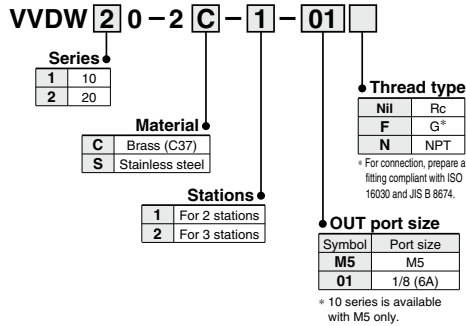 VVDW 2 0 – 2 C – 1 – 01
Series
1 10
2 20
Material
C Brass (C37)
S Stainless steel
Stations
1 For 2 stations
2 For 3 stations
Thread type
Nil Rc
F G*
N NPT
* For connection, prepare a
fitting compliant with ISO
16030 and JIS B 8674.
OUT port size
Symbol Port size
M5 M5
01 1/8 (6A)
* 10 series is available
with M5 only.